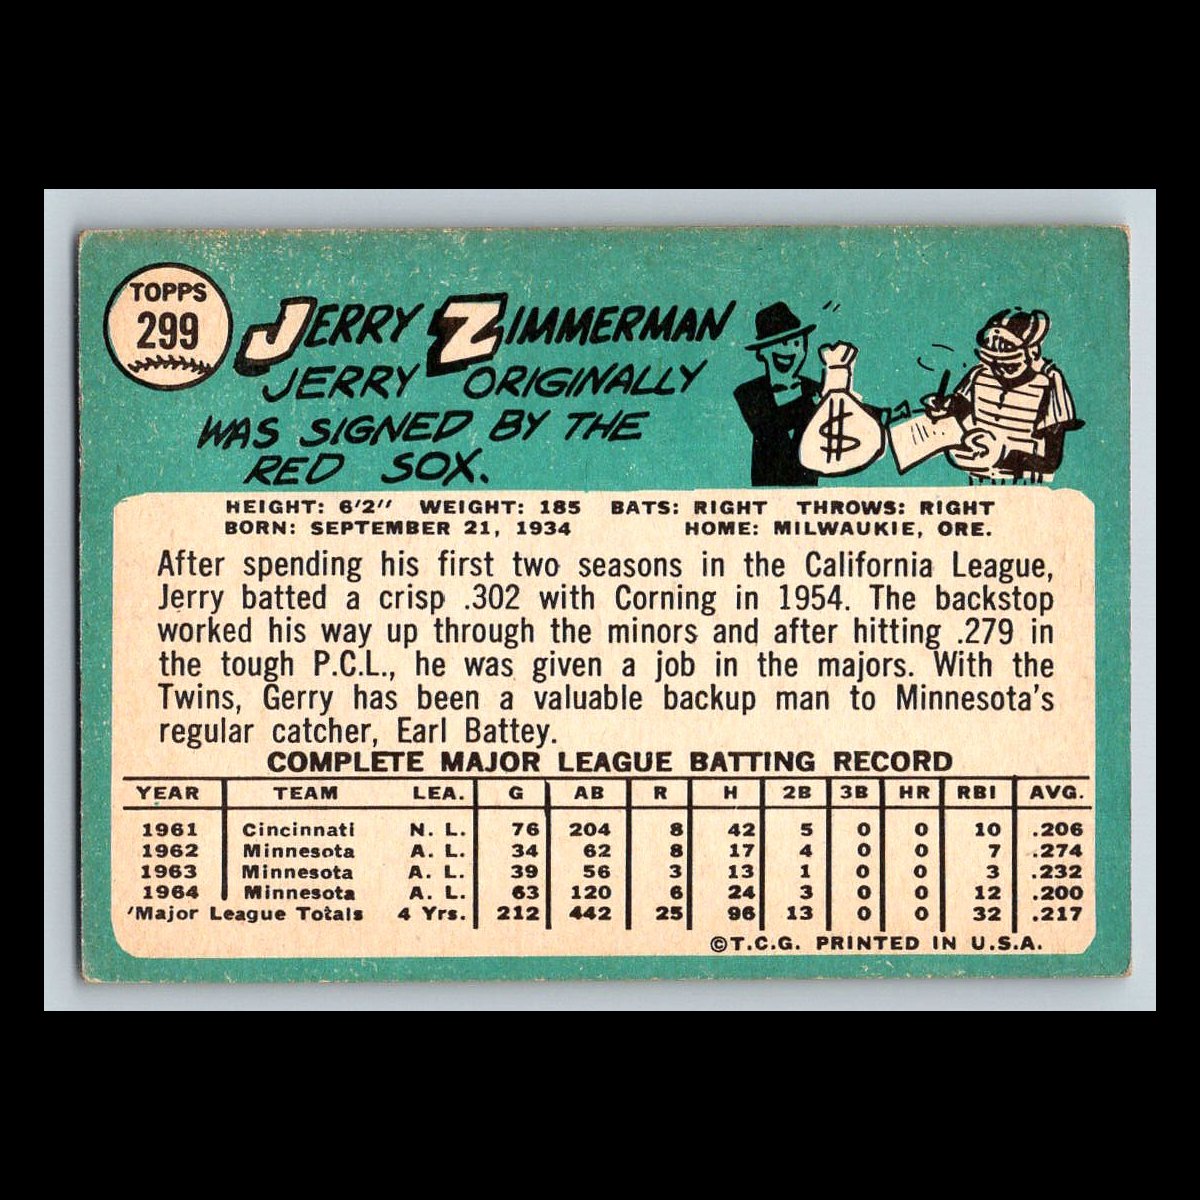 TOPPS
299
JERRY ZIMMERMAN
JERRY ORIGINALLY
WAS SIGNED BY THE
RED SOX.
$
HEIGHT: 6'2" WEIGHT: 185 BATS: RIGHT THROWS: RIGHT
BORN: SEPTEMBER 21, 1934 HOME: MILWAUKIE, ORE.
After spending his first two seasons in the California League,
Jerry batted a crisp .302 with Corning in 1954. The backstop
worked his way up through the minors and after hitting .279 in
the tough P.C.L., he was given a job in the majors. With the
Twins, Gerry has been a valuable backup man to Minnesota's
regular catcher, Earl Battey.
COMPLETE MAJOR LEAGUE BATTING RECORD
YEAR TEAM LEA. G AB R H 2B 3B HR RBI AVG.
1961 Cincinnati N. L. 76 204 8 42 5 0 0 10 .206
1962 Minnesota A. L. 34 62 8 17 4 0 0 7 .274
1963 Minnesota A. L. 39 56 3 13 1 0 0 3 .232
1964 Minnesota A. L. 63 120 6 24 3 0 0 12 .200
Major League Totals 4 Yrs. 212 442 25 96 13 0 0 32 .217
©T.C.G. PRINTED IN U.S.A.